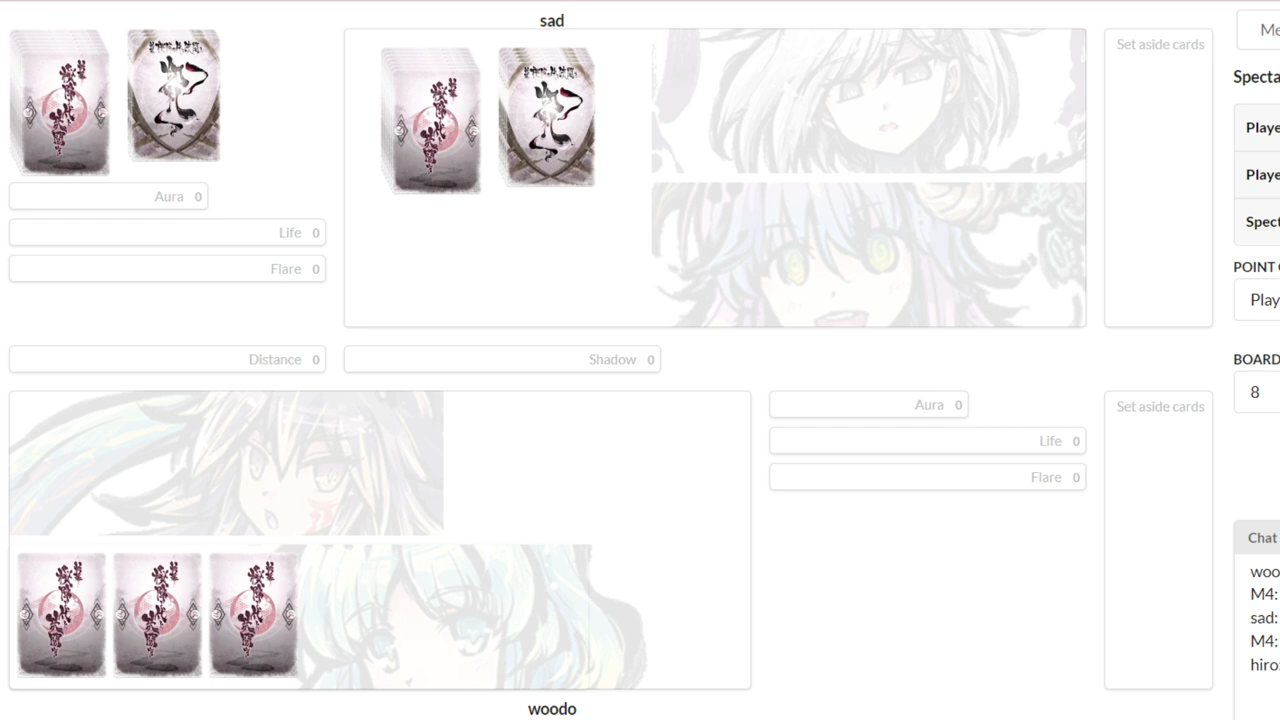 sad
Me
Set aside cards
Specta
Playe
Playe
Spect
Aura 0
Life 0
Flare 0
POINT
Play
Distance 0
Shadow 0
BOARD
8
Aura 0
Set aside cards
Life 0
Flare 0
Chat
woo
M4:
sad:
M4:
hiro:
woodo